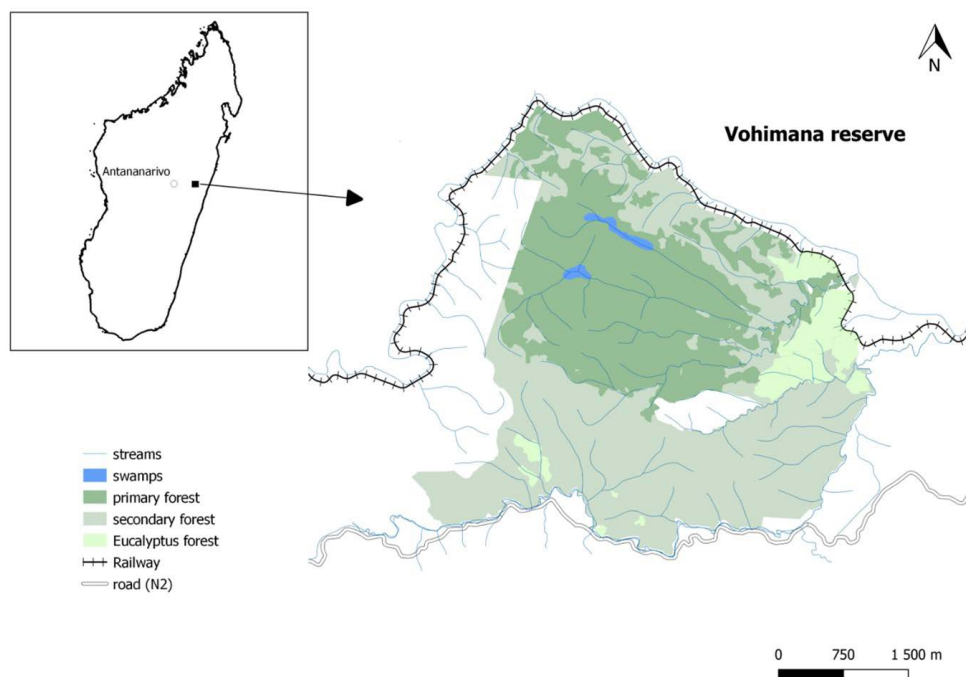 N
Vohimana reserve
Antananarivo
streams
swamps
primary forest
secondary forest
Eucalyptus forest
Railway
road (N2)
0 750 1 500 m